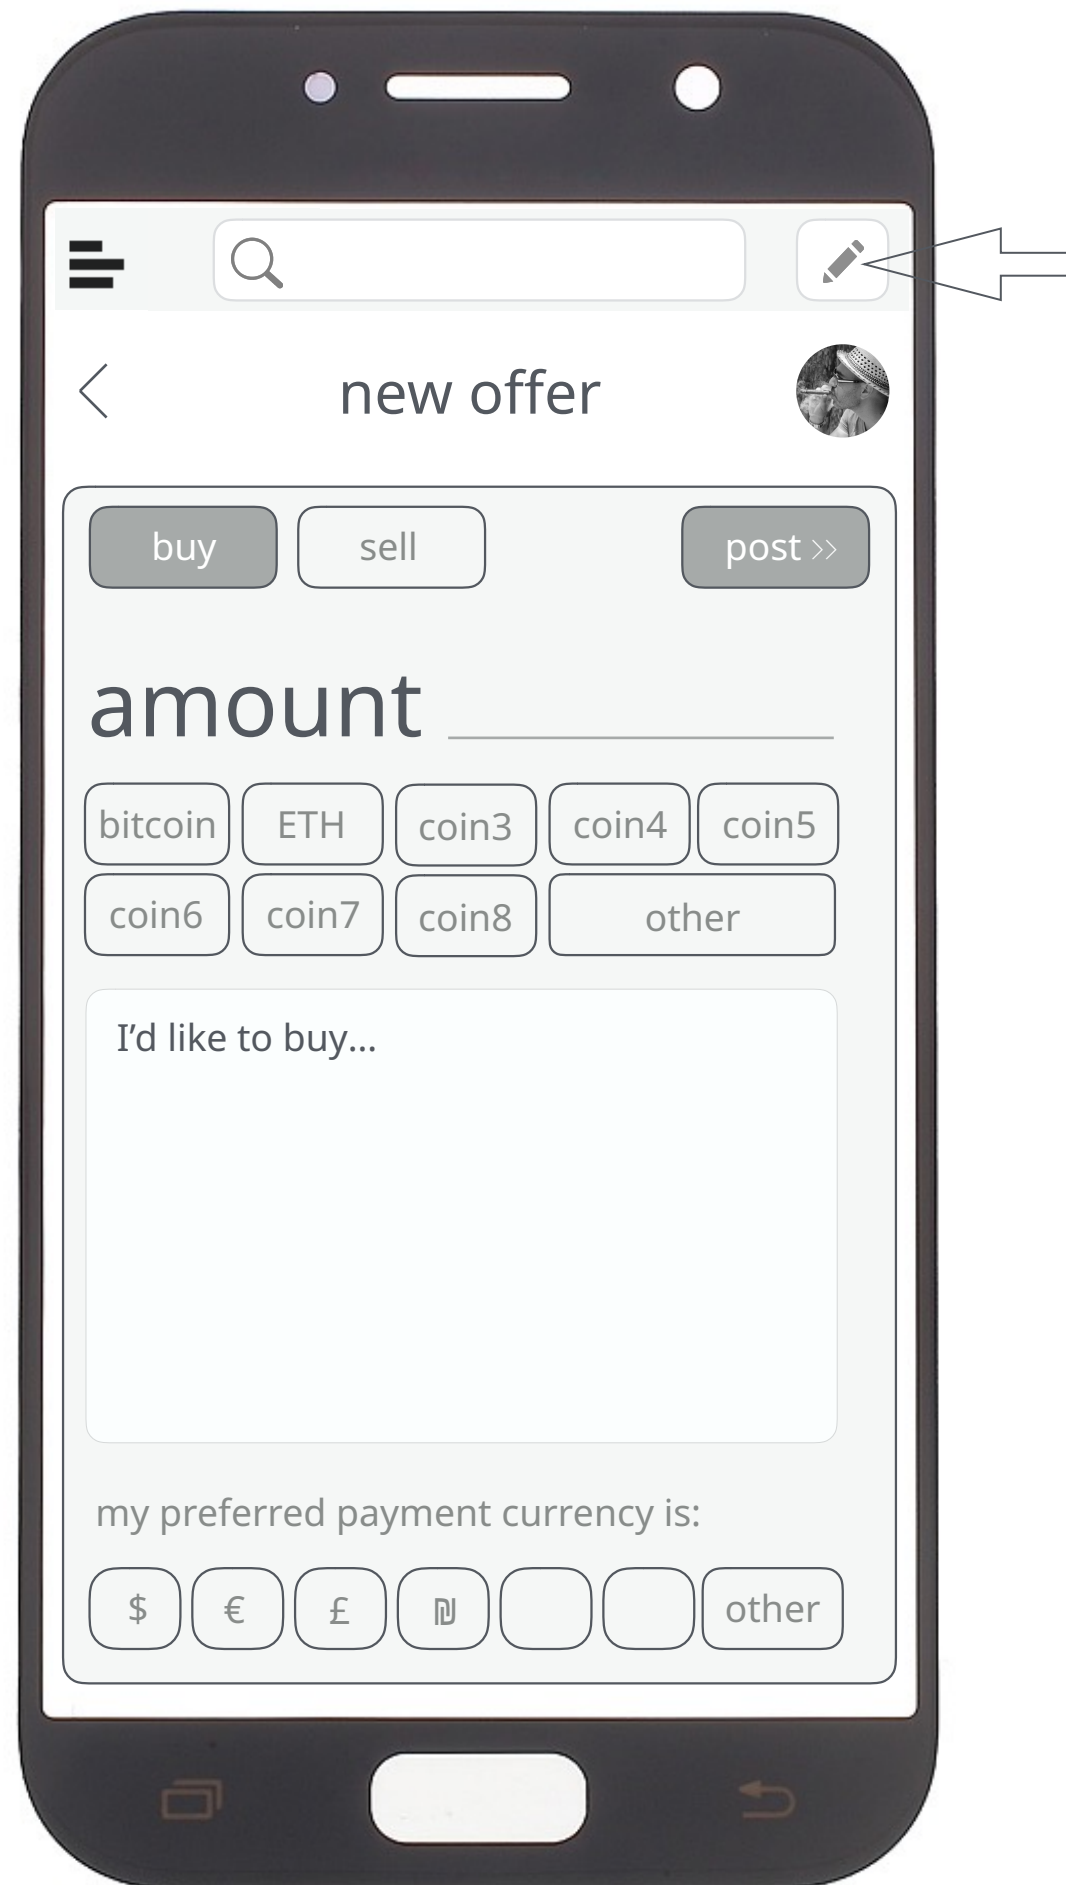 new offer
buy sell post >>
amount
bitcoin ETH coin3 coin4 coin5
coin6 coin7 coin8 other
I’d like to buy...
my preferred payment currency is:
$ € £ ₪ other